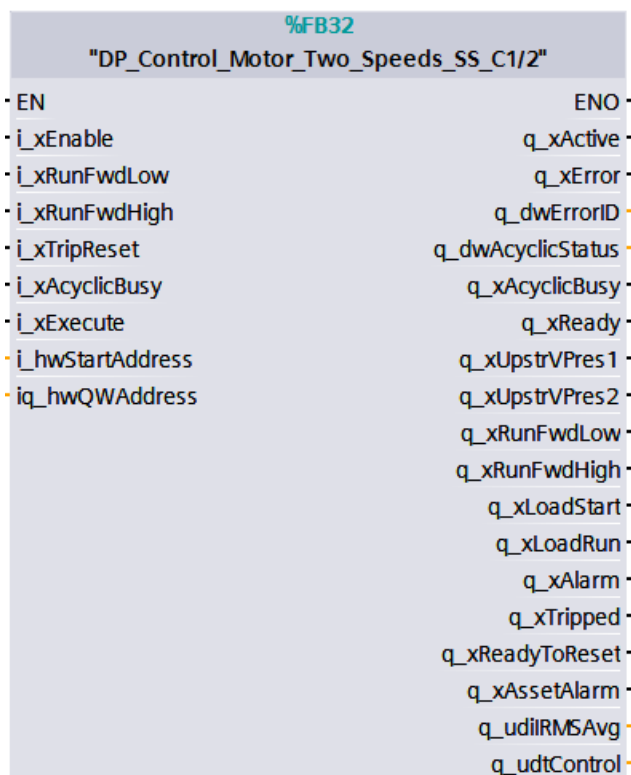 %FB32
"DP_Control_Motor_Two_Speeds_SS_C1/2"
EN ENO
i_xEnable q_xActive
i_xRunFwdLow q_xError
i_xRunFwdHigh q_dwErrorID
i_xTripReset q_dwAcyclicStatus
i_xAcyclicBusy q_xAcyclicBusy
i_xExecute q_xReady
i_hwStartAddress q_xUpstrVPres1
iq_hwQWAddress q_xUpstrVPres2
q_xRunFwdLow
q_xRunFwdHigh
q_xLoadStart
q_xLoadRun
q_xAlarm
q_xTripped
q_xReadyToReset
q_xAssetAlarm
q_udiIRMSAvg
q_udtControl